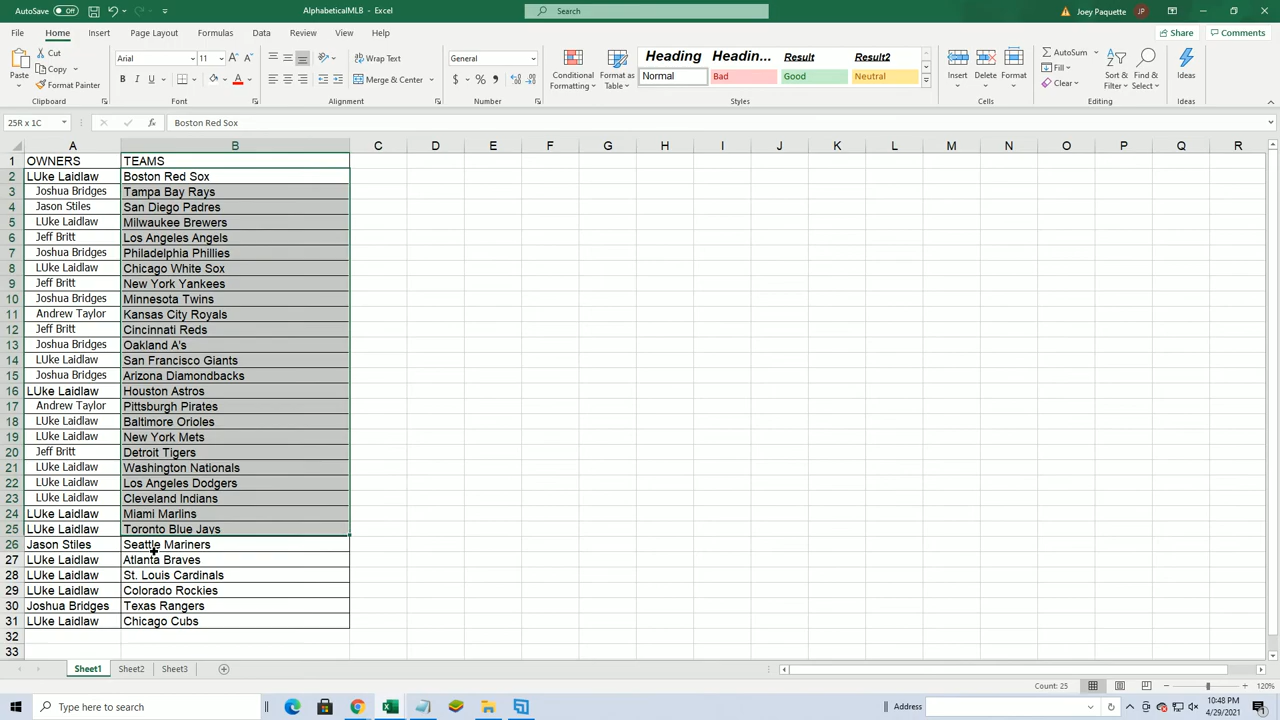 AutoSave Off AlphabeticalMLB - Excel Search Joey Paquette JP
File Home Insert Page Layout Formulas Data Review View Help Share Comments
Paste Cut Copy Format Painter Clipboard
Arial 11 B I U Font
Wrap Text Merge & Center Alignment
General $ % Number
Conditional Formatting Format as Table
Heading Headin... Result Result2
Normal Bad Good Neutral Styles
Insert Delete Format Cells
AutoSum Fill Clear Sort & Filter Find & Select Editing
Ideas Ideas
25R x 1C fx Boston Red Sox
A B C D E F G H I J K L M N O P Q R
1 OWNERS TEAMS
2 LUke Laidlaw Boston Red Sox
3 Joshua Bridges Tampa Bay Rays
4 Jason Stiles San Diego Padres
5 LUke Laidlaw Milwaukee Brewers
6 Jeff Britt Los Angeles Angels
7 Joshua Bridges Philadelphia Phillies
8 LUke Laidlaw Chicago White Sox
9 Jeff Britt New York Yankees
10 Joshua Bridges Minnesota Twins
11 Andrew Taylor Kansas City Royals
12 Jeff Britt Cincinnati Reds
13 Joshua Bridges Oakland A's
14 LUke Laidlaw San Francisco Giants
15 Joshua Bridges Arizona Diamondbacks
16 LUke Laidlaw Houston Astros
17 Andrew Taylor Pittsburgh Pirates
18 LUke Laidlaw Baltimore Orioles
19 LUke Laidlaw New York Mets
20 Jeff Britt Detroit Tigers
21 LUke Laidlaw Washington Nationals
22 LUke Laidlaw Los Angeles Dodgers
23 LUke Laidlaw Cleveland Indians
24 LUke Laidlaw Miami Marlins
25 LUke Laidlaw Toronto Blue Jays
26 Jason Stiles Seattle Mariners
27 LUke Laidlaw Atlanta Braves
28 LUke Laidlaw St. Louis Cardinals
29 LUke Laidlaw Colorado Rockies
30 Joshua Bridges Texas Rangers
31 LUke Laidlaw Chicago Cubs
32
33
Sheet1 Sheet2 Sheet3
Count: 25 120%
Type here to search Address 10:48 PM
4/29/2021